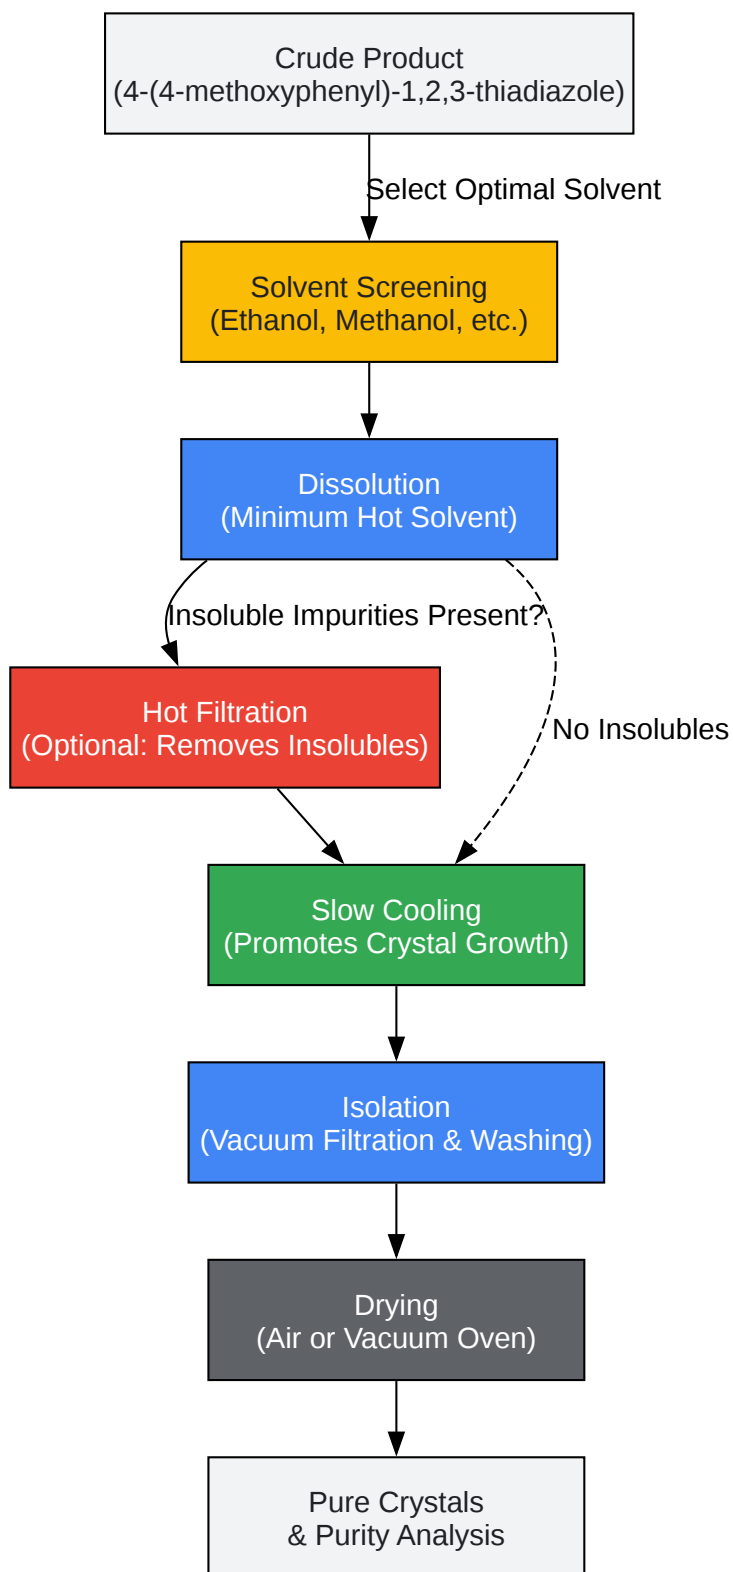 Crude Product
(4-(4-methoxyphenyl)-1,2,3-thiadiazole)
Select Optimal Solvent
Solvent Screening
(Ethanol, Methanol, etc.)
Dissolution
(Minimum Hot Solvent)
Insoluble Impurities Present?
Hot Filtration
(Optional: Removes Insolubles)
No Insolubles
Slow Cooling
(Promotes Crystal Growth)
Isolation
(Vacuum Filtration & Washing)
Drying
(Air or Vacuum Oven)
Pure Crystals
& Purity Analysis